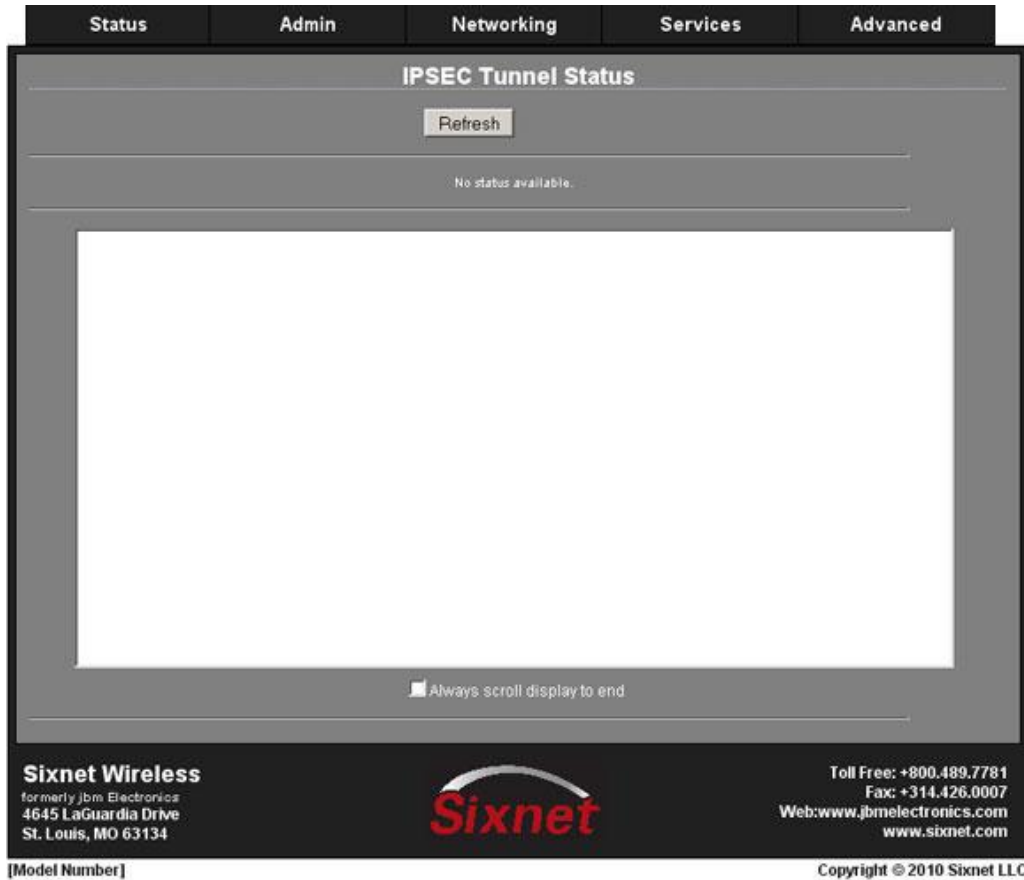 Status Admin Networking Services Advanced
IPSEC Tunnel Status
Refresh
No status available.
Always scroll display to end
Sixnet Wireless
formerly jbm Electronics
4645 LaGuardia Drive
St. Louis, MO 63134
Sixnet
Toll Free: +800.489.7781
Fax: +314.426.0007
Web:www.jbmelectronics.com
www.sixnet.com
[Model Number]
Copyright © 2010 Sixnet LLC